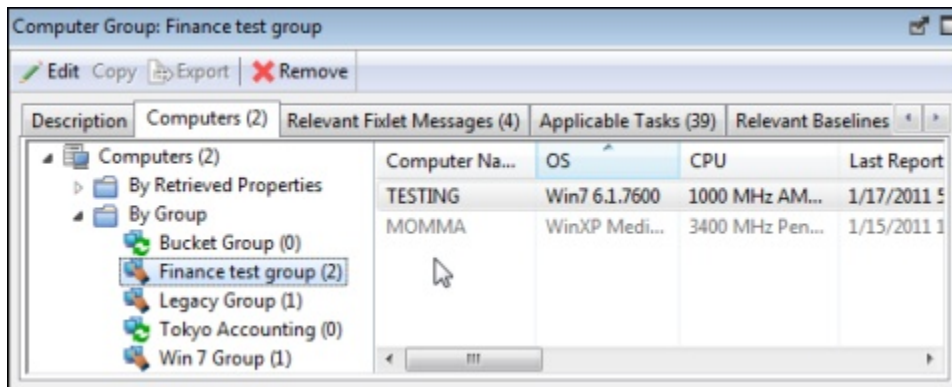 Computer Group: Finance test group
Edit Copy Export Remove
Description Computers (2) Relevant Fixlet Messages (4) Applicable Tasks (39) Relevant Baselines
Computers (2)
By Retrieved Properties
By Group
Bucket Group (0)
Finance test group (2)
Legacy Group (1)
Tokyo Accounting (0)
Win 7 Group (1)
Computer Na... OS CPU Last Report
TESTING Win7 6.1.7600 1000 MHz AM... 1/17/2011 5
MOMMA WinXP Medi... 3400 MHz Pen... 1/15/2011 1